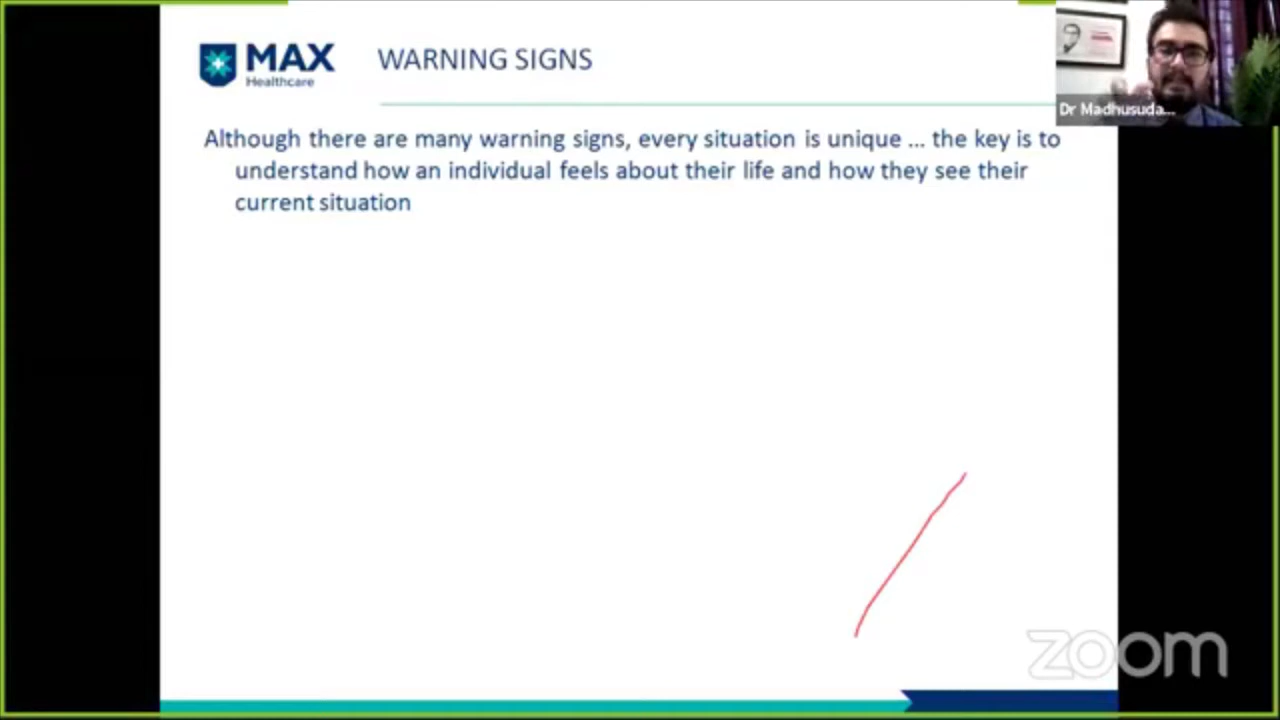 MAX
Healthcare
WARNING SIGNS
Dr Madhusuda...
Although there are many warning signs, every situation is unique ... the key is to
understand how an individual feels about their life and how they see their
current situation
zoom